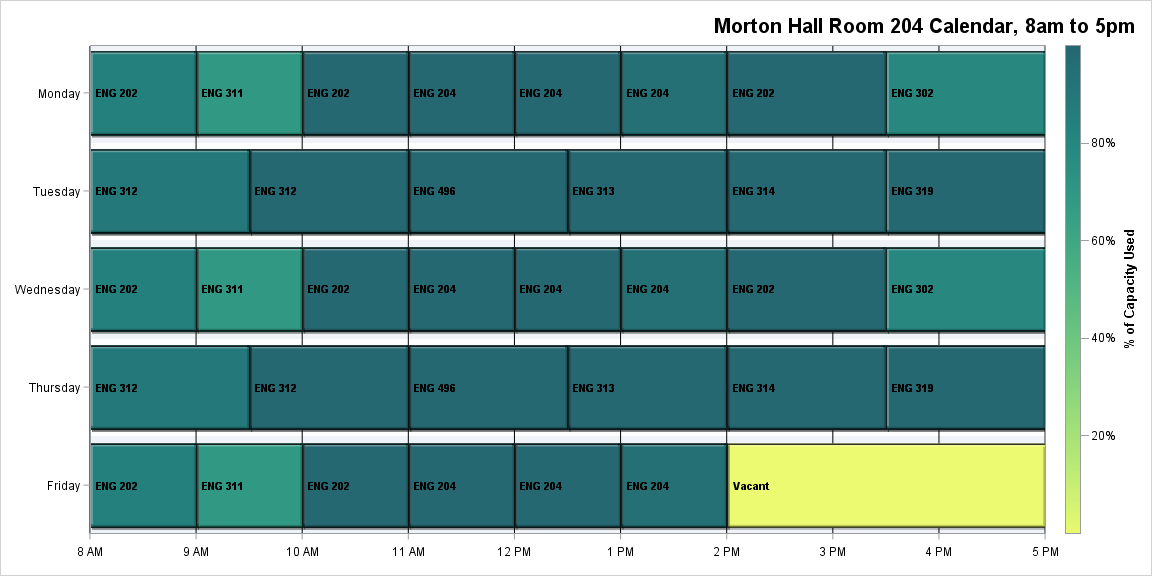 Morton Hall Room 204 Calendar, 8am to 5pm
Monday
ENG 202
ENG 311
ENG 202
ENG 204
ENG 204
ENG 204
ENG 202
ENG 302
Tuesday
ENG 312
ENG 312
ENG 496
ENG 313
ENG 314
ENG 319
Wednesday
ENG 202
ENG 311
ENG 202
ENG 204
ENG 204
ENG 204
ENG 202
ENG 302
Thursday
ENG 312
ENG 312
ENG 496
ENG 313
ENG 314
ENG 319
Friday
ENG 202
ENG 311
ENG 202
ENG 204
ENG 204
ENG 204
Vacant
8 AM
9 AM
10 AM
11 AM
12 PM
1 PM
2 PM
3 PM
4 PM
5 PM
80%
60%
40%
20%
% of Capacity Used